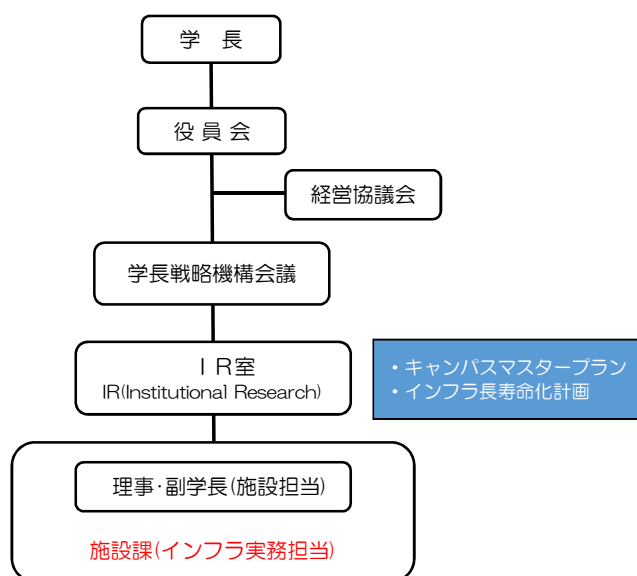 学　長
役 員 会
経営協議会
学長戦略機構会議
ＩＲ室
IR(Institutional Research)
・キャンパスマスタープラン
・インフラ長寿命化計画
理事･副学長(施設担当)
施設課(インフラ実務担当)